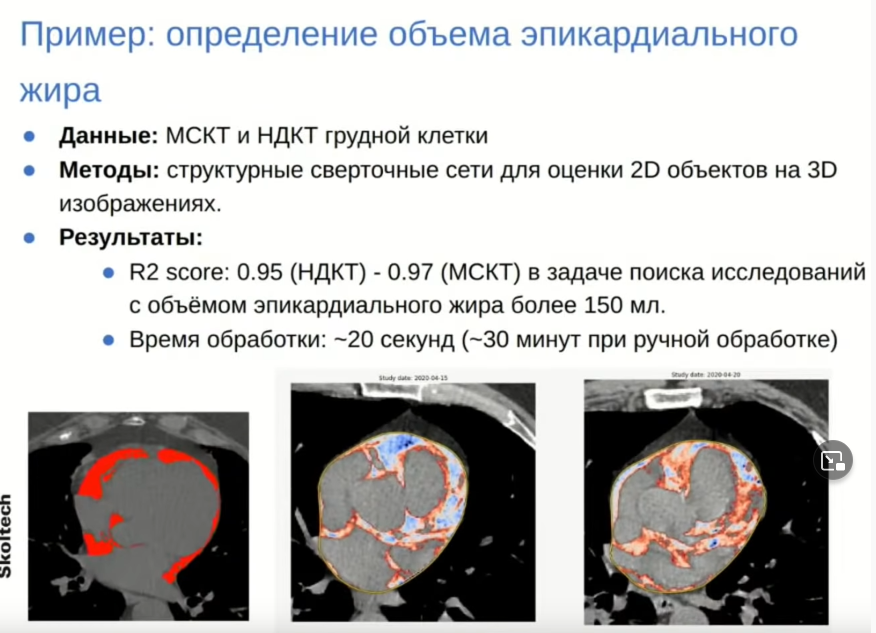 Пример: определение объема эпикардиального
жира
Данные: МСКТ и НДКТ грудной клетки
Методы: структурные сверточные сети для оценки 2D объектов на 3D
изображениях.
Результаты:
R2 score: 0.95 (НДКТ) - 0.97 (МСКТ) в задаче поиска исследований
с объёмом эпикардиального жира более 150 мл.
Время обработки: ~20 секунд (~30 минут при ручной обработке)
Study date: 2020-04-15
Study date: 2020-04-20
Skoltech